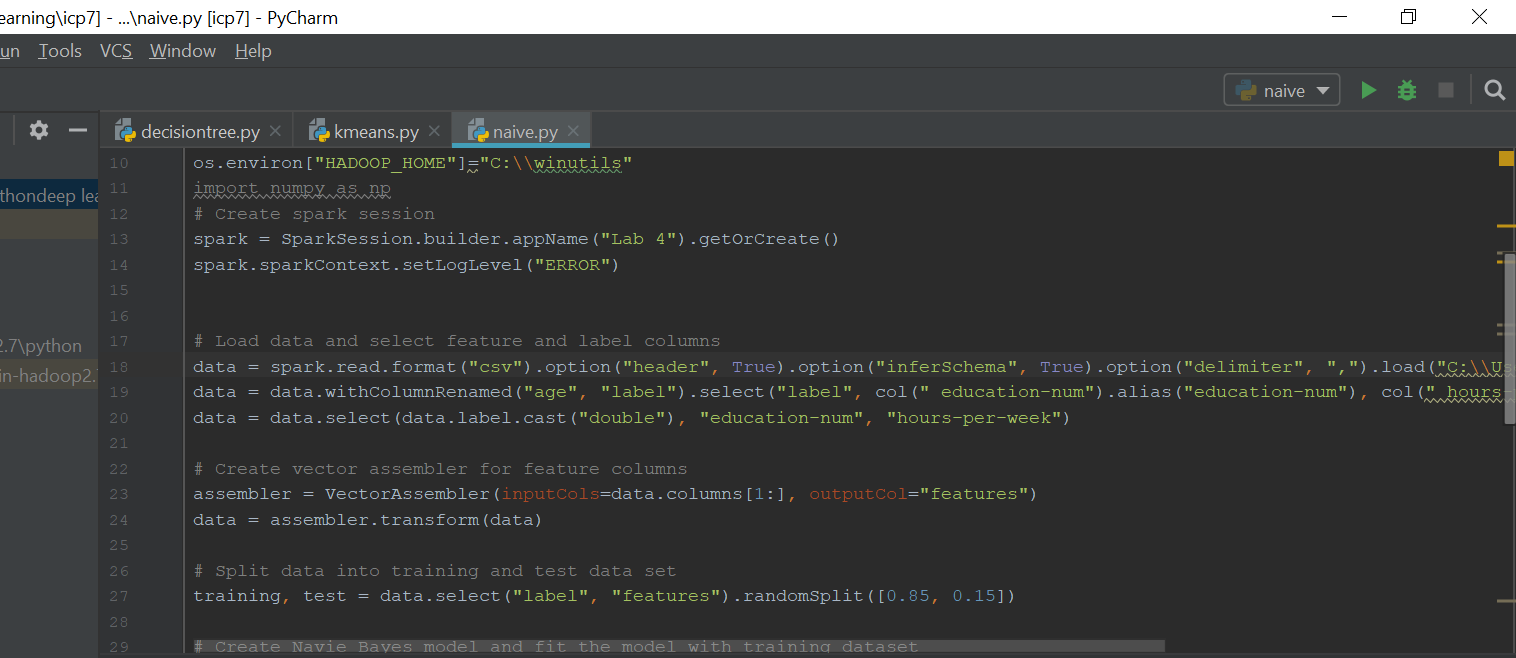 earning\icp7] - ...\naive.py [icp7] - PyCharm
un Tools VCS Window Help
naive
decisiontree.py kmeans.py naive.py
10 os.environ["HADOOP_HOME"]="C:\\winutils"
11 import numpy as np
12 # Create spark session
13 spark = SparkSession.builder.appName("Lab 4").getOrCreate()
14 spark.sparkContext.setLogLevel("ERROR")
15
16
17 # Load data and select feature and label columns
18 data = spark.read.format("csv").option("header", True).option("inferSchema", True).option("delimiter", ",").load("C:\\Us
19 data = data.withColumnRenamed("age", "label").select("label", col(" education-num").alias("education-num"), col(" hours-
20 data = data.select(data.label.cast("double"), "education-num", "hours-per-week")
21
22 # Create vector assembler for feature columns
23 assembler = VectorAssembler(inputCols=data.columns[1:], outputCol="features")
24 data = assembler.transform(data)
25
26 # Split data into training and test data set
27 training, test = data.select("label", "features").randomSplit([0.85, 0.15])
28
29 # Create Navie Bayes model and fit the model with training dataset
thondeep lea
2.7\python
in-hadoop2.